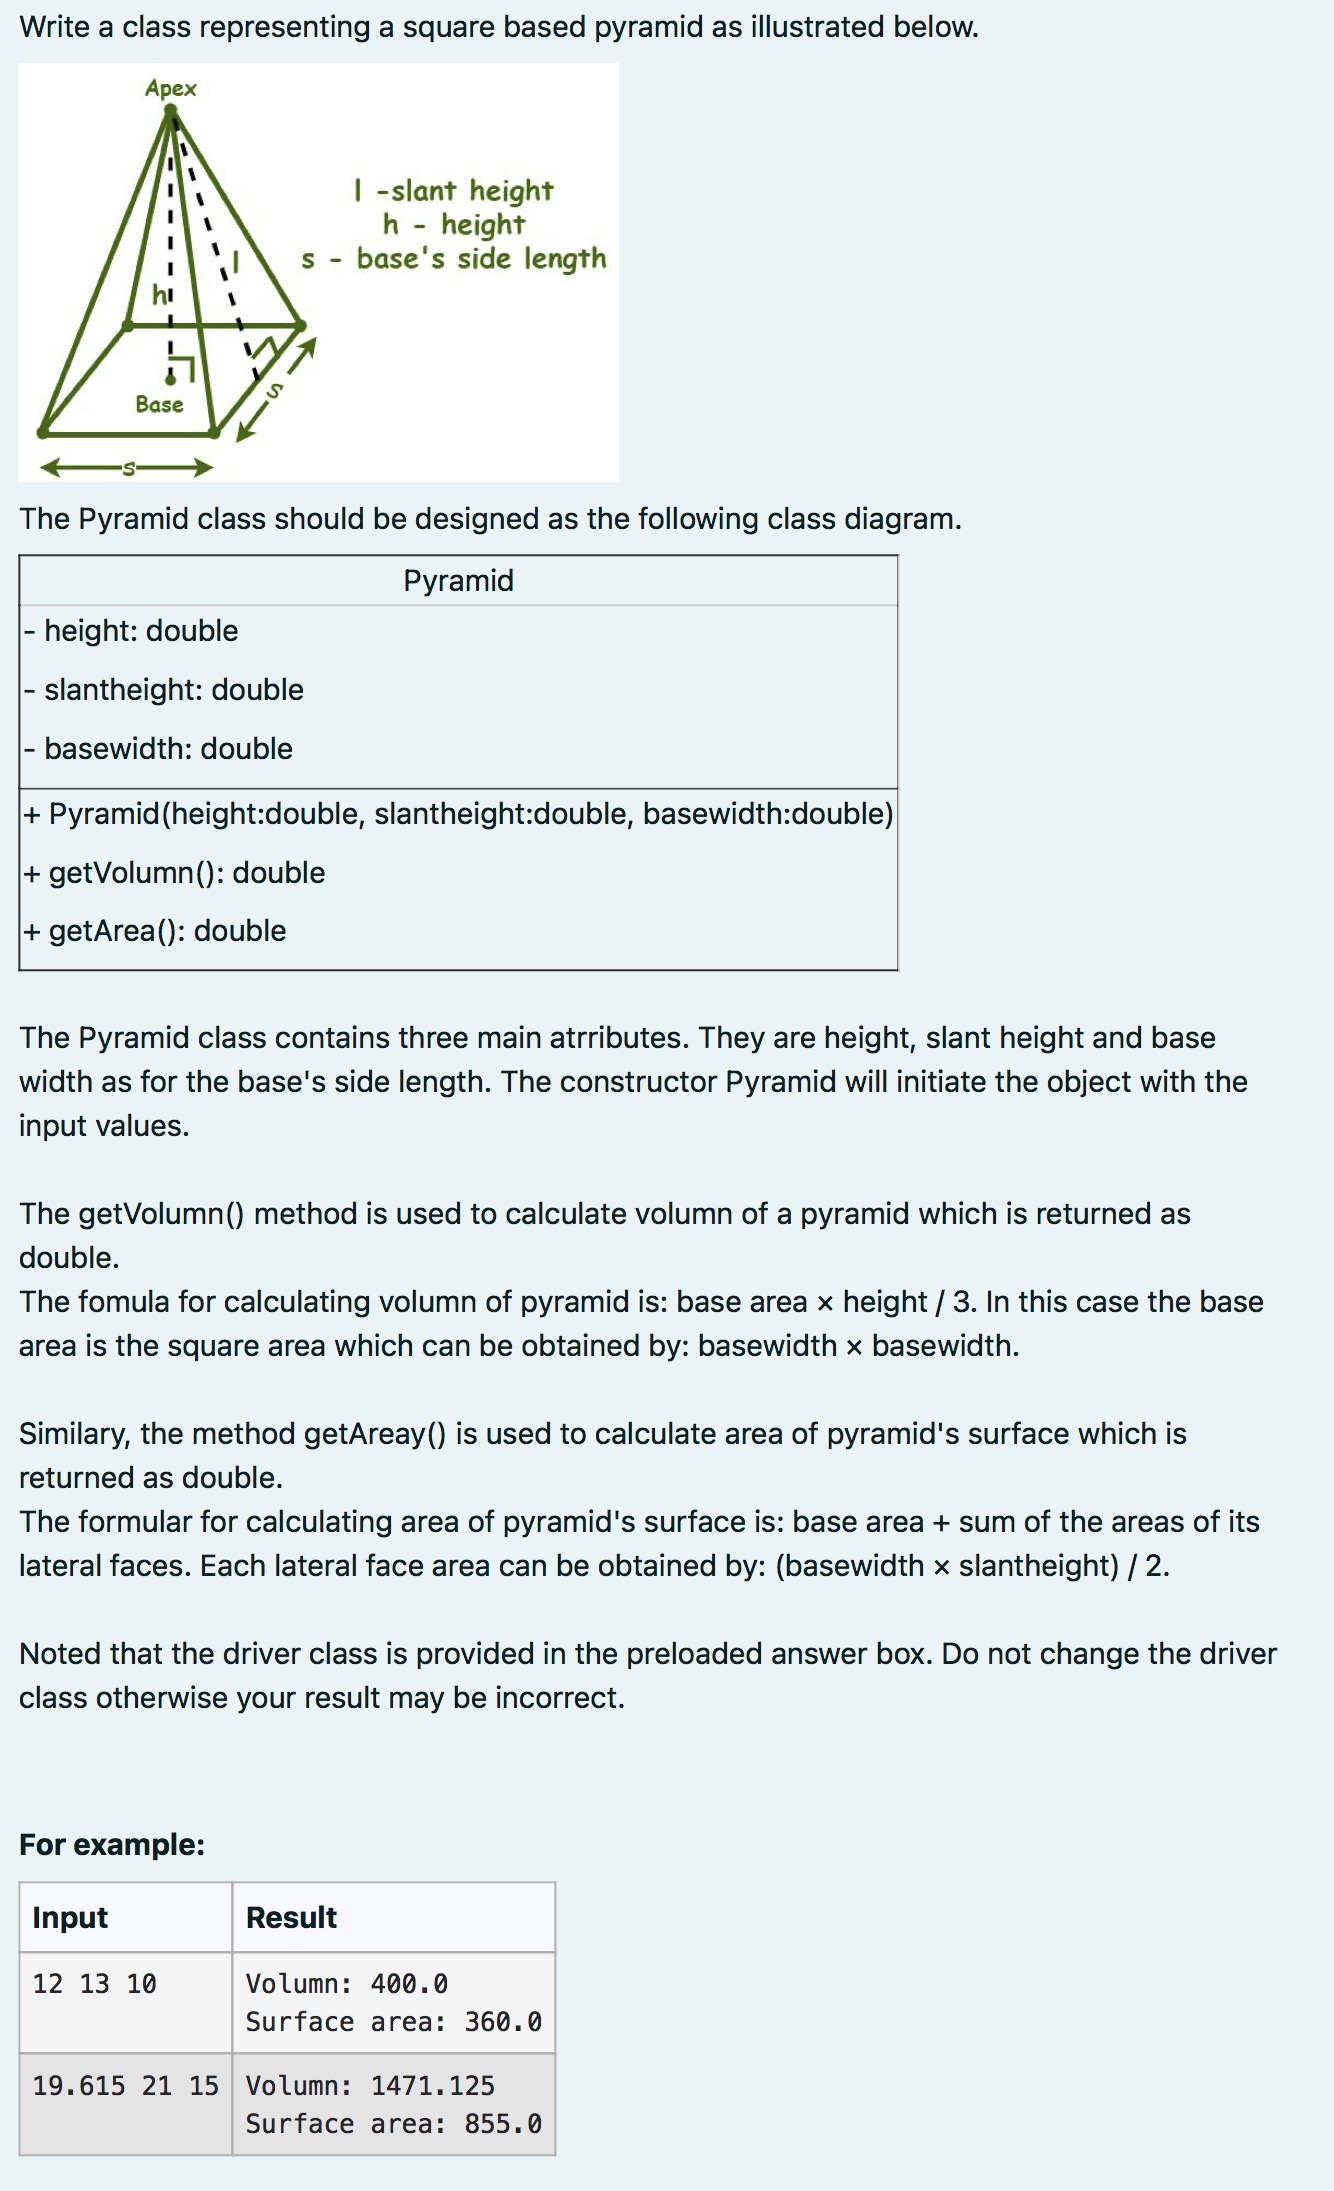 Write a class representing a square based pyramid as illustrated below.
Apex
l -slant height
h - height
s - base's side length
l
h
s
Base
s
The Pyramid class should be designed as the following class diagram.
Pyramid
- height: double
- slantheight: double
- basewidth: double
+ Pyramid(height:double, slantheight:double, basewidth:double)
+ getVolumn(): double
+ getArea(): double
The Pyramid class contains three main atrributes. They are height, slant height and base
width as for the base's side length. The constructor Pyramid will initiate the object with the
input values.
The getVolumn() method is used to calculate volumn of a pyramid which is returned as
double.
The fomula for calculating volumn of pyramid is: base area × height / 3. In this case the base
area is the square area which can be obtained by: basewidth × basewidth.
Similary, the method getAreay() is used to calculate area of pyramid's surface which is
returned as double.
The formular for calculating area of pyramid's surface is: base area + sum of the areas of its
lateral faces. Each lateral face area can be obtained by: (basewidth × slantheight) / 2.
Noted that the driver class is provided in the preloaded answer box. Do not change the driver
class otherwise your result may be incorrect.
For example:
Input Result
12 13 10 Volumn: 400.0
Surface area: 360.0
19.615 21 15 Volumn: 1471.125
Surface area: 855.0